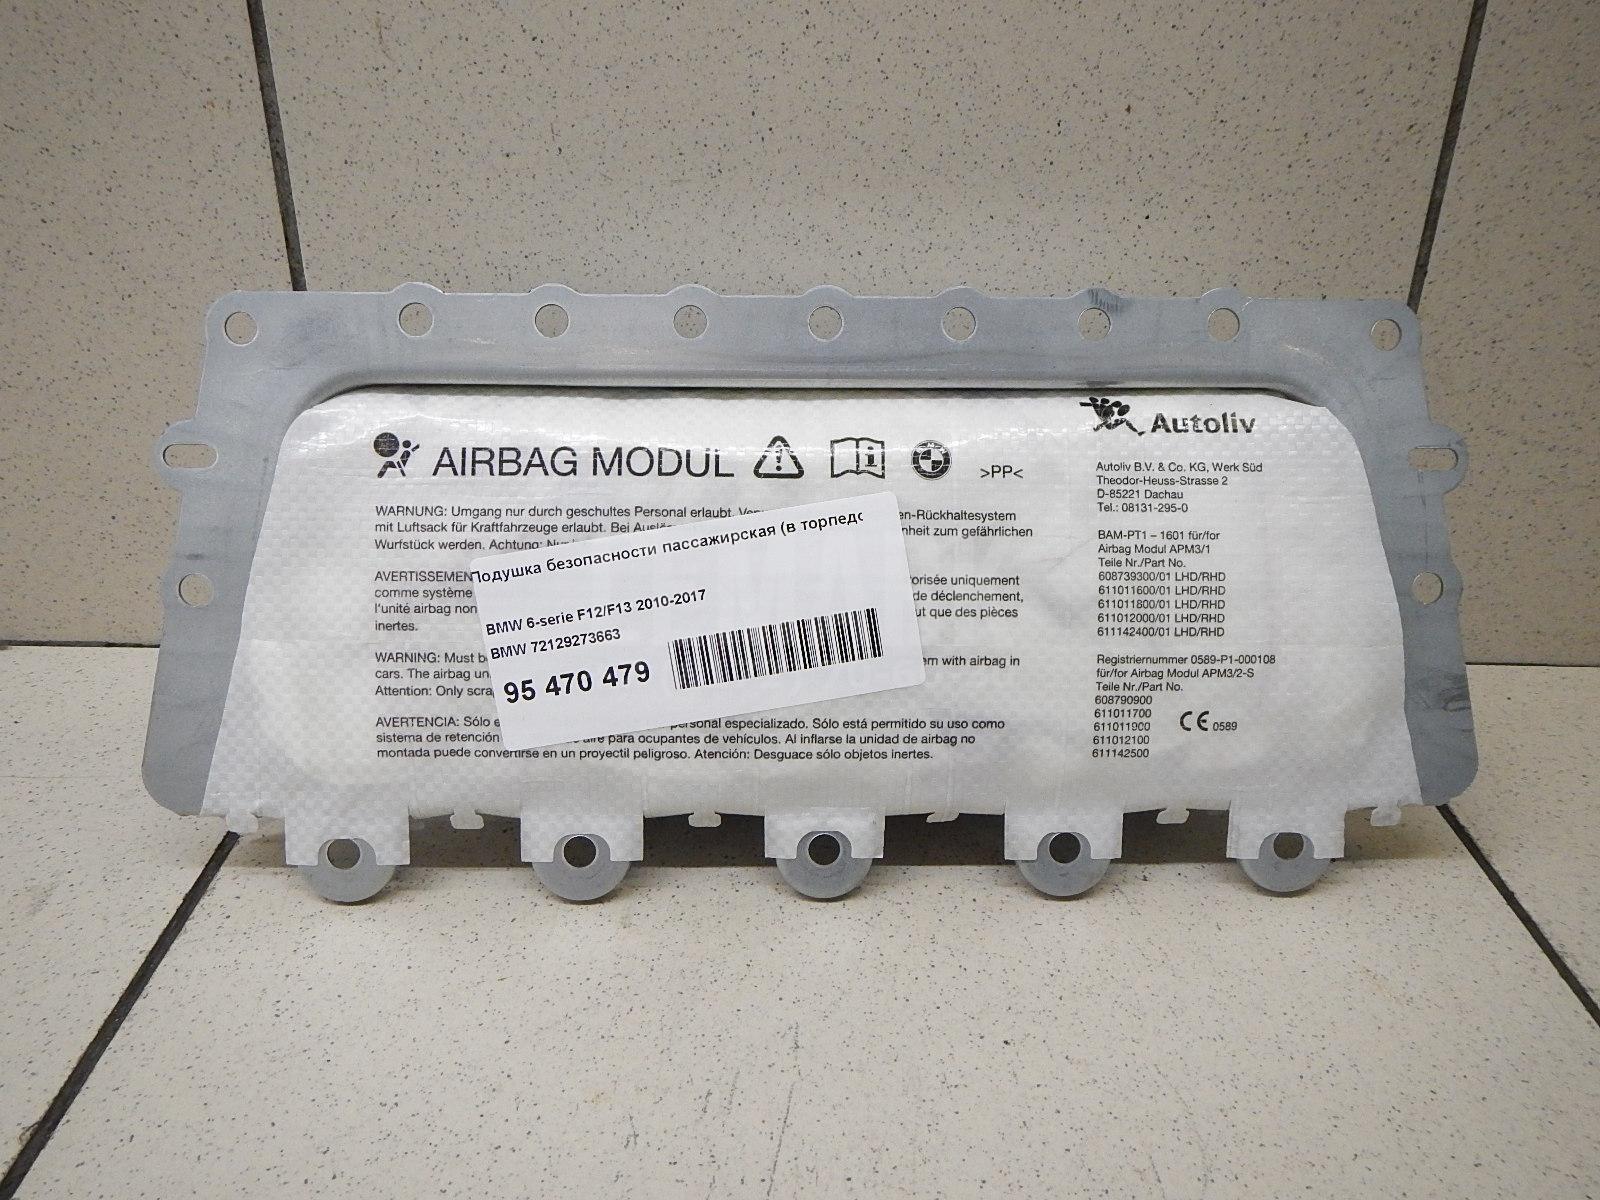 AIRBAG MODUL
>PP<
WARNUNG: Umgang nur durch geschultes Personal erlaubt. en-Rückhaltesystem
mit Luftsack für Kraftfahrzeuge erlaubt. Bei nheit zum gefährlichen
Wurfstück werden. Achtung:
AVERTISSEMEN orisée uniquement
comme système de déclenchement,
l'unité airbag non ut que des pièces
inertes.
WARNING: Must be m with airbag in
cars. The airbag un
Attention: Only scrap
AVERTENCIA: Sólo e personal especializado. Sólo está permitido su uso como
sistema de retención aire para ocupantes de vehículos. Al inflarse la unidad de airbag no
montada puede convertirse en un proyectil peligroso. Atención: Desguace sólo objetos inertes.
Подушка безопасности пассажирская (в торпедо
BMW 6-serie F12/F13 2010-2017
BMW 72129273663
95 470 479
Autoliv
Autoliv B.V. & Co. KG, Werk Süd
Theodor-Heuss-Strasse 2
D-85221 Dachau
Tel.: 08131-295-0
BAM-PT1 – 1601 für/for
Airbag Modul APM3/1
Teile Nr./Part No.
608739300/01 LHD/RHD
611011600/01 LHD/RHD
611011800/01 LHD/RHD
611012000/01 LHD/RHD
611142400/01 LHD/RHD
Registriernummer 0589-P1-000108
für/for Airbag Modul APM3/2-S
Teile Nr./Part No.
608790900
611011700
611011900
611012100
611142500
CE 0589